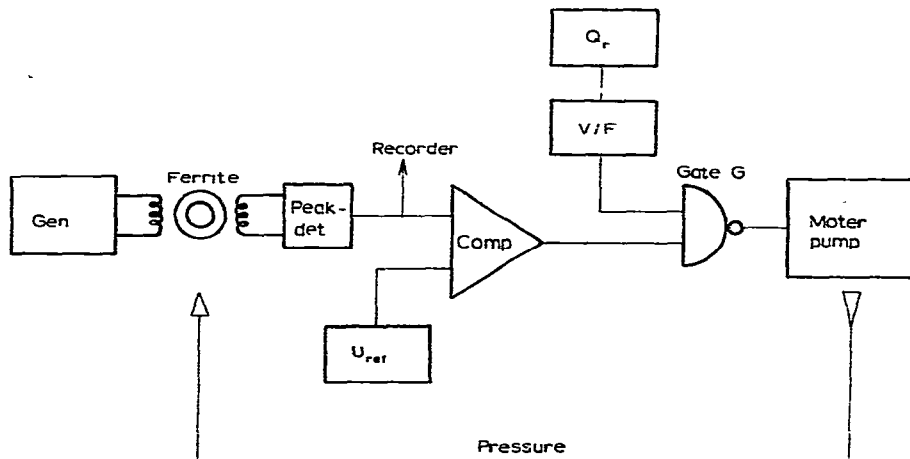 Qr
V/F
Recorder
Gate G
Ferrite
Gen
Peak-
det
Comp
Moter
pump
Uref
Pressure